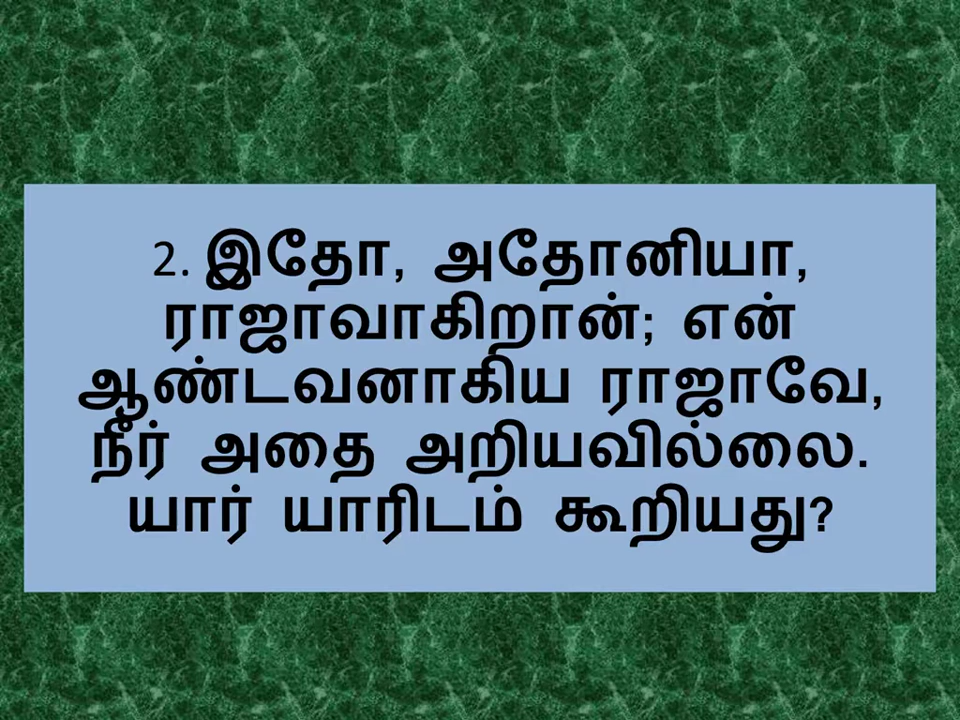 2. இதோ, அதோனியா,
ராஜாவாகிறான்; என்
ஆண்டவனாகிய ராஜாவே,
நீர் அதை அறியவில்லை.
யார் யாரிடம் கூறியது?